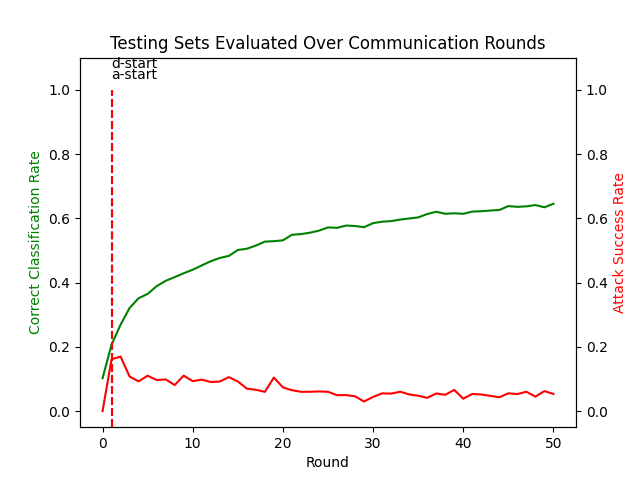 Testing Sets Evaluated Over Communication Rounds
d-start
a-start
1.0 1.0
0.8 0.8
0.6 0.6
0.4 0.4
0.2 0.2
0.0 0.0
Correct Classification Rate
Attack Success Rate
0 10 20 30 40 50
Round